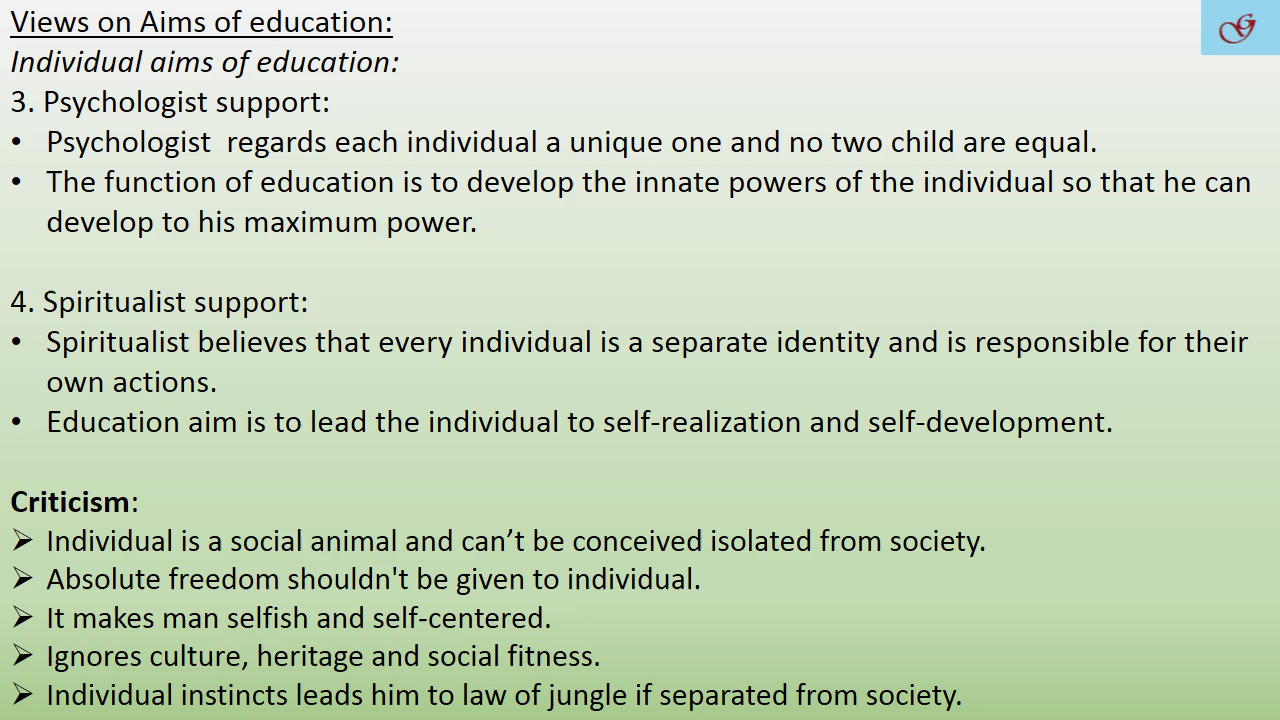 Views on Aims of education:
Individual aims of education:
3. Psychologist support:
• Psychologist  regards each individual a unique one and no two child are equal.
• The function of education is to develop the innate powers of the individual so that he can
develop to his maximum power.
4. Spiritualist support:
• Spiritualist believes that every individual is a separate identity and is responsible for their
own actions.
• Education aim is to lead the individual to self-realization and self-development.
Criticism:
➢ Individual is a social animal and can’t be conceived isolated from society.
➢ Absolute freedom shouldn't be given to individual.
➢ It makes man selfish and self-centered.
➢ Ignores culture, heritage and social fitness.
➢ Individual instincts leads him to law of jungle if separated from society.